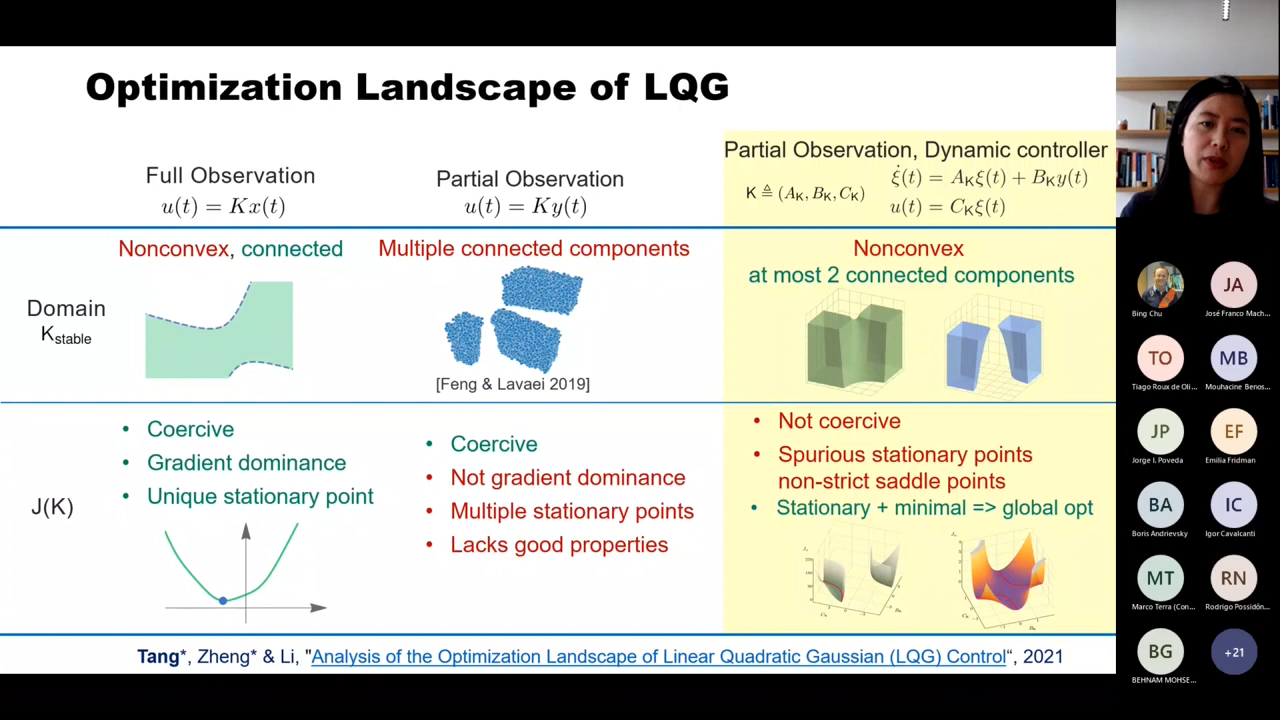 Optimization Landscape of LQG
Full Observation
u(t) = Kx(t)
Partial Observation
u(t) = Ky(t)
Partial Observation, Dynamic controller
K ≜ (A_K, B_K, C_K)
ξ̇(t) = A_Kξ(t) + B_Ky(t)
u(t) = C_Kξ(t)
Domain
K_stable
Nonconvex, connected
Multiple connected components
[Feng & Lavaei 2019]
Nonconvex
at most 2 connected components
J(K)
• Coercive
• Gradient dominance
• Unique stationary point
• Coercive
• Not gradient dominance
• Multiple stationary points
• Lacks good properties
• Not coercive
• Spurious stationary points
non-strict saddle points
• Stationary + minimal => global opt
Tang*, Zheng* & Li, "Analysis of the Optimization Landscape of Linear Quadratic Gaussian (LQG) Control“, 2021
Bing Chu
JA
José Franco Mach...
TO
Tiago Roux de Oli...
MB
Mouhacine Benos...
JP
Jorge I. Poveda
EF
Emilia Fridman
BA
Boris Andrievsky
IC
Igor Cavalcanti
MT
Marco Terra (Con...
RN
Rodrigo Possidôn...
BG
BEHNAM MOHSE...
+21